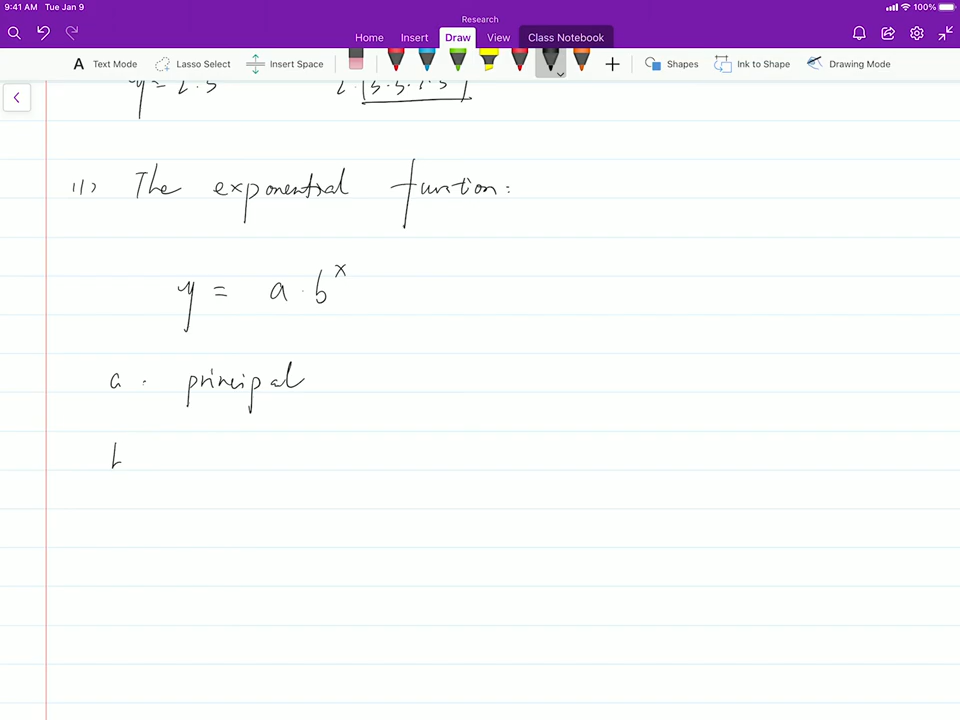 9:41 AM Tue Jan 9
100%
Research
Home Insert Draw View Class Notebook
A Text Mode Lasso Select Insert Space Shapes Ink to Shape Drawing Mode
(1) The exponential function:
y = a · b^x
a · principal